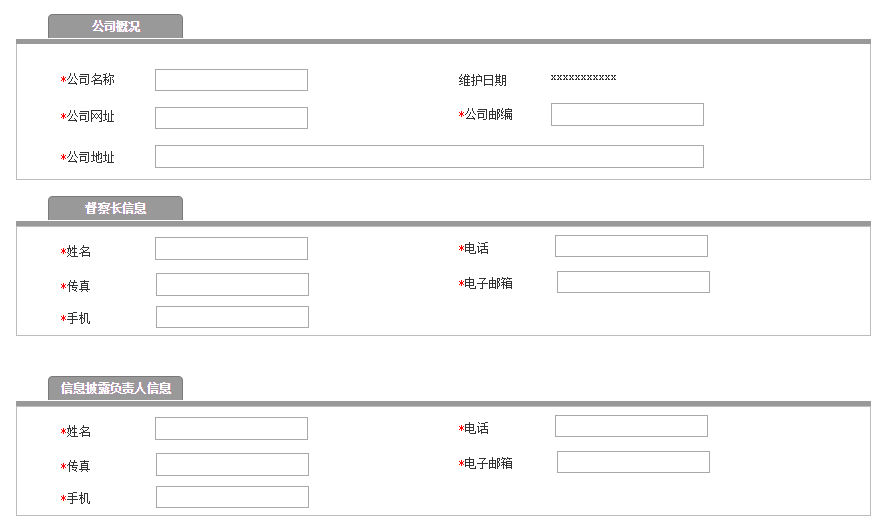 公司概况
*公司名称 维护日期 xxxxxxxxxxx
*公司网址 *公司邮编
*公司地址
督察长信息
*姓名 *电话
*传真 *电子邮箱
*手机
信息披露负责人信息
*姓名 *电话
*传真 *电子邮箱
*手机